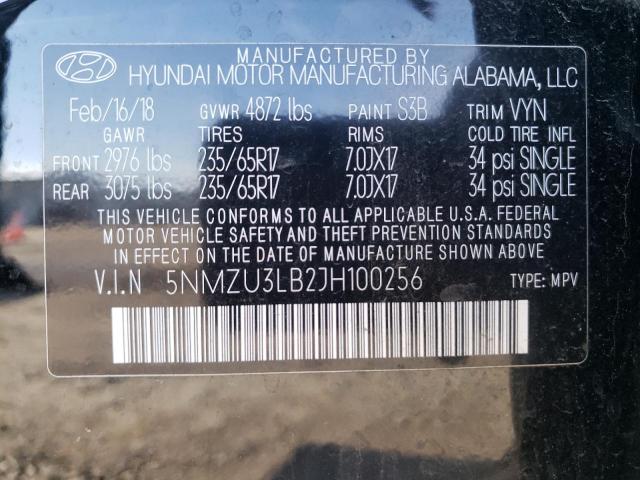 MANUFACTURED BY
HYUNDAI MOTOR MANUFACTURING ALABAMA, LLC
Feb/16/18 GVWR 4872 lbs PAINT S3B TRIM VYN
GAWR TIRES RIMS COLD TIRE INFL
FRONT 2976 lbs 235/65R17 7.0JX17 34 psi SINGLE
REAR 3075 lbs 235/65R17 7.0JX17 34 psi SINGLE
THIS VEHICLE CONFORMS TO ALL APPLICABLE U.S.A. FEDERAL
MOTOR VEHICLE SAFETY AND THEFT PREVENTION STANDARDS
IN EFFECT ON THE DATE OF MANUFACTURE SHOWN ABOVE.
V.I.N 5NMZU3LB2JH100256 TYPE: MPV